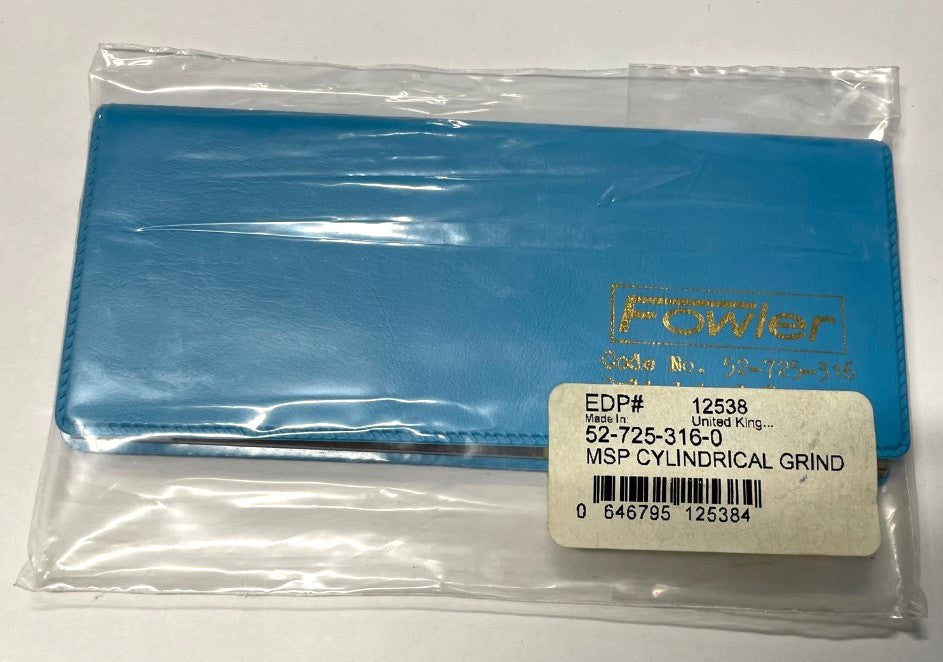 Fowler
Code No. 52-725-316
EDP# 12538
Made In: United King...
52-725-316-0
MSP CYLINDRICAL GRIND
0 646795 125384